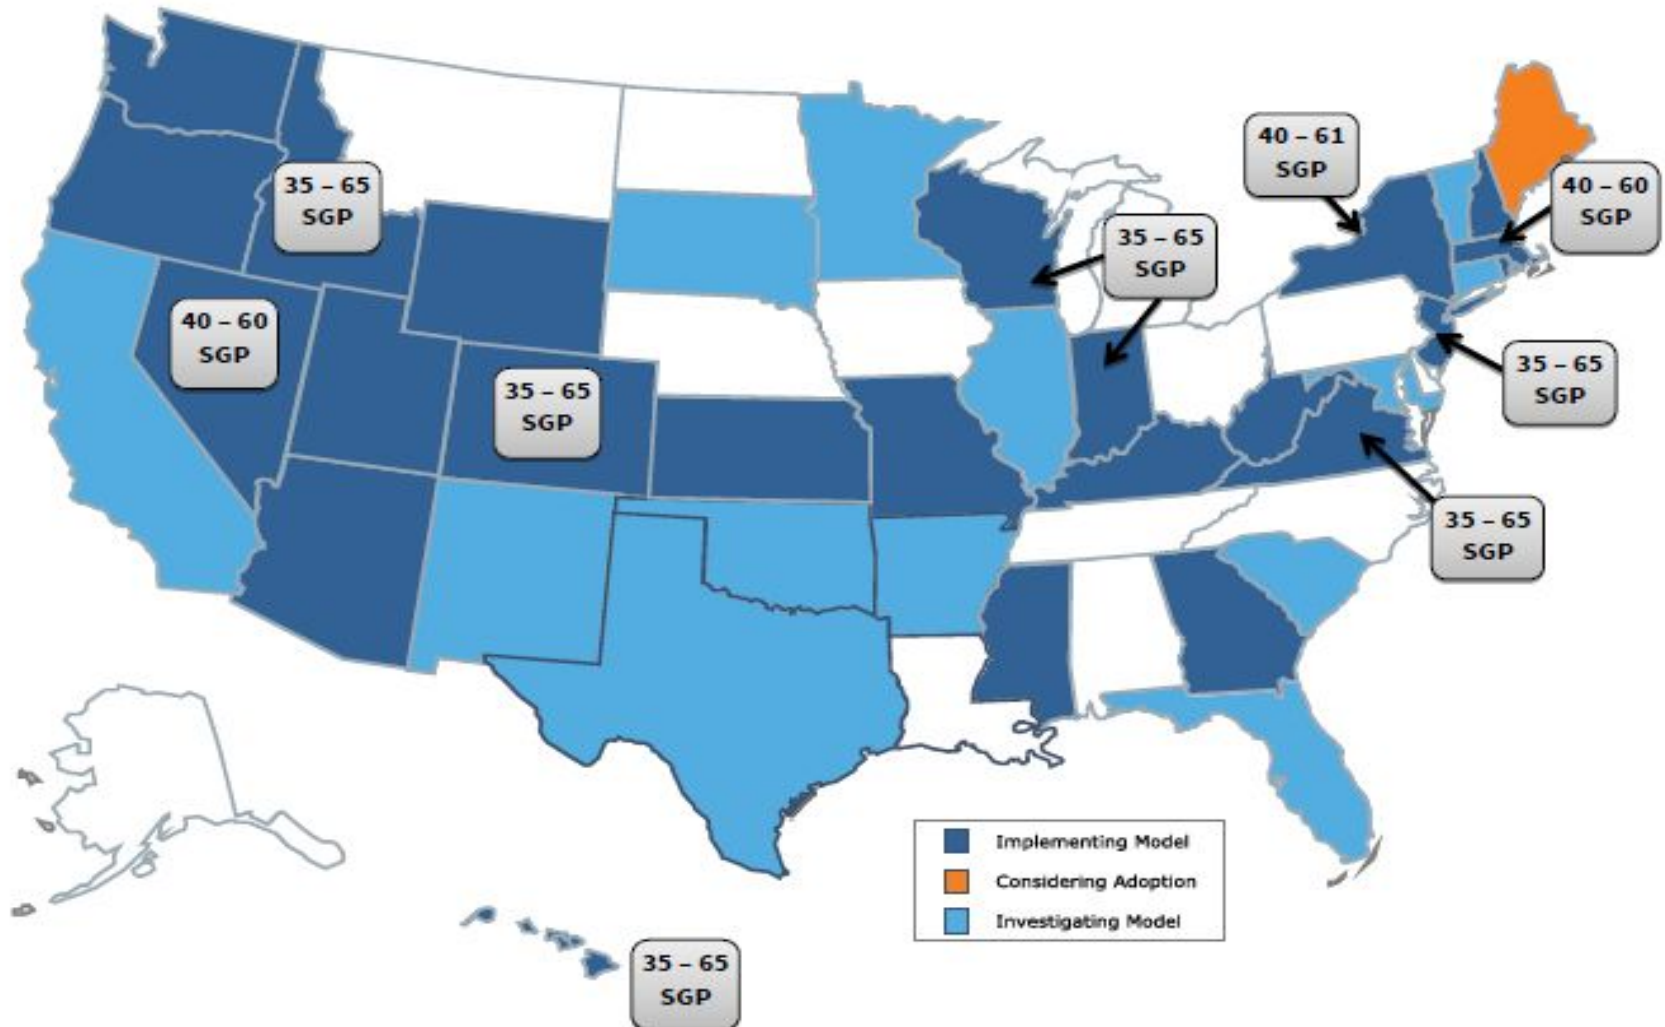 40 – 61
SGP
35 – 65
SGP
40 – 60
SGP
35 – 65
SGP
40 – 60
SGP
35 – 65
SGP
35 – 65
SGP
35 – 65
SGP
Implementing Model
Considering Adoption
Investigating Model
35 – 65
SGP